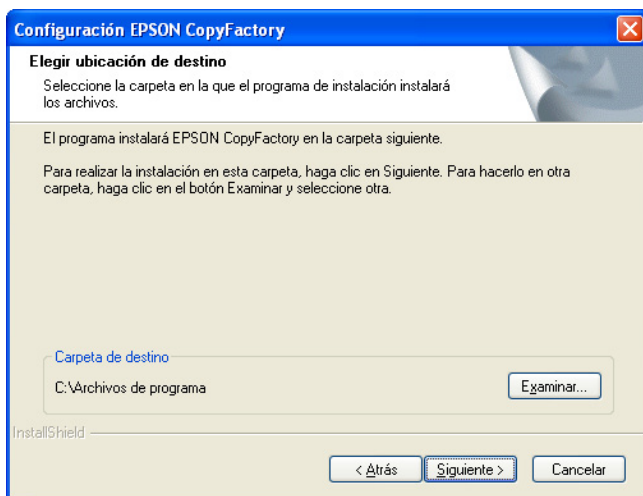 Configuración EPSON CopyFactory
Elegir ubicación de destino
Seleccione la carpeta en la que el programa de instalación instalará
los archivos.
El programa instalará EPSON CopyFactory en la carpeta siguiente.
Para realizar la instalación en esta carpeta, haga clic en Siguiente. Para hacerlo en otra
carpeta, haga clic en el botón Examinar y seleccione otra.
Carpeta de destino
C:\Archivos de programa
Examinar...
InstallShield
< Atrás
Siguiente >
Cancelar